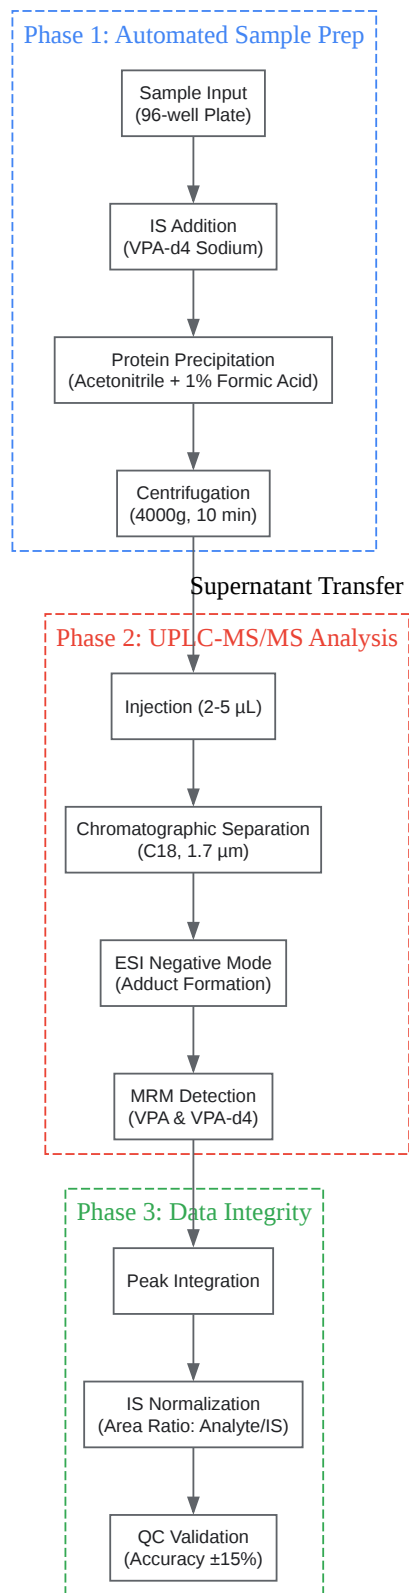 Phase 1: Automated Sample Prep
Sample Input
(96-well Plate)
IS Addition
(VPA-d4 Sodium)
Protein Precipitation
(Acetonitrile + 1% Formic Acid)
Centrifugation
(4000g, 10 min)
Supernatant Transfer
Phase 2: UPLC-MS/MS Analysis
Injection (2-5 µL)
Chromatographic Separation
(C18, 1.7 µm)
ESI Negative Mode
(Adduct Formation)
MRM Detection
(VPA & VPA-d4)
Phase 3: Data Integrity
Peak Integration
IS Normalization
(Area Ratio: Analyte/IS)
QC Validation
(Accuracy ±15%)